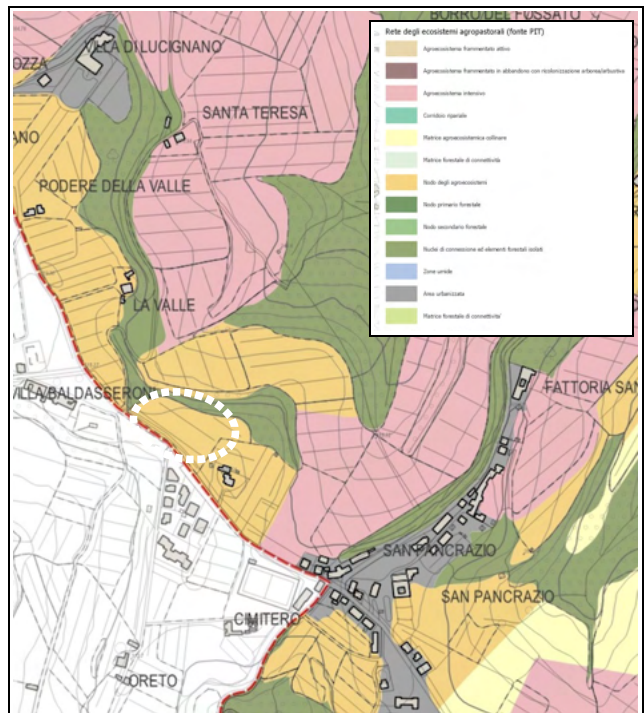 BORRO DEL FOSSATO
VILLA DI LUCIGNANO
OZZA
SANTA TERESA
ANO
PODERE DELLA VALLE
LA VALLE
VILLA BALDASSERONI
FATTORIA SAN
SAN PANCRAZIO
SAN PANCRAZIO
CIMITERO
ORETO
Rete degli ecosistemi agropastorali (fonte PIT)
Agroecosistema frammentato attivo
Agroecosistema frammentato in abbandono con ricolonizzazione arborea/arbustiva
Agroecosistema intensivo
Corridoio ripariale
Matrice agroecosistemica collinare
Matrice forestale di connettività
Nodo degli agroecosistemi
Nodo primario forestale
Nodo secondario forestale
Nuclei di connessione ed elementi forestali isolati
Zone umide
Area urbanizzata
Matrice forestale di connettivita'